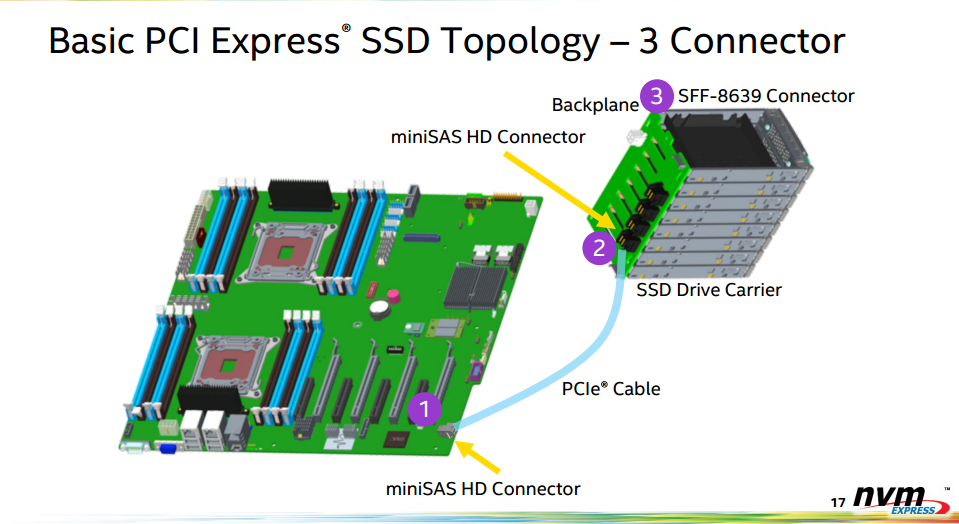 Basic PCI Express® SSD Topology – 3 Connector
3 SFF-8639 Connector
Backplane
miniSAS HD Connector
2
SSD Drive Carrier
PCIe® Cable
1
miniSAS HD Connector
17 nvm ™
EXPRESS